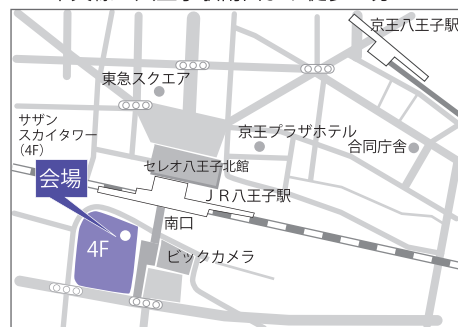 京王八王子駅
東急スクエア
サザン
スカイタワー
(4F)
京王プラザホテル
合同庁舎
セレオ八王子北館
会場
ＪＲ八王子駅
南口
4F
ビックカメラ